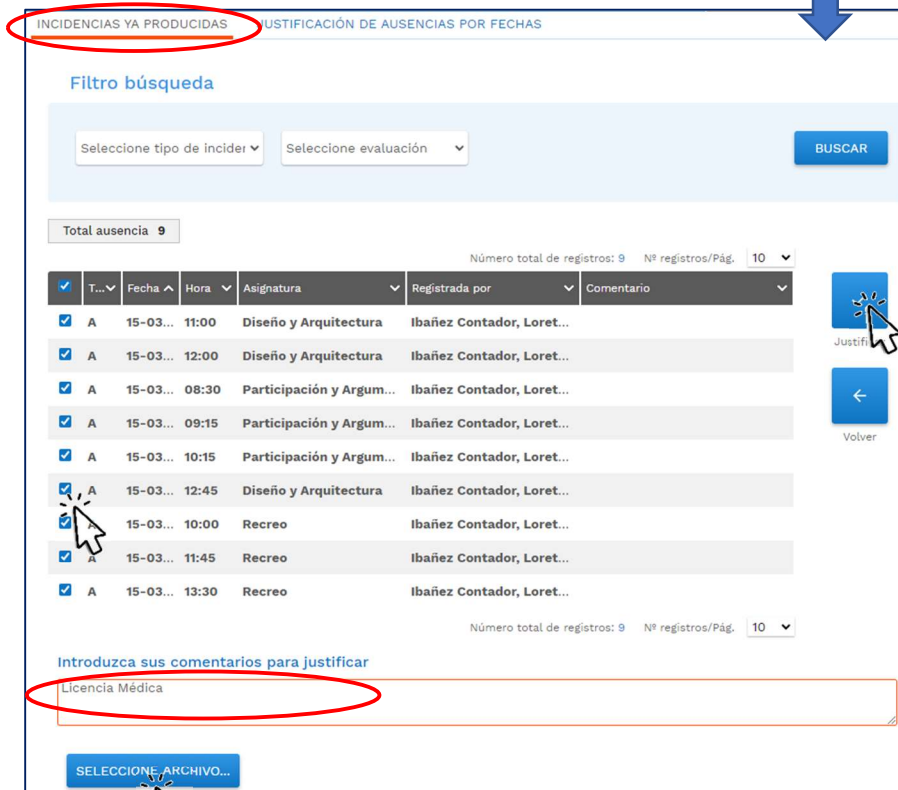 INCIDENCIAS YA PRODUCIDAS JUSTIFICACIÓN DE AUSENCIAS POR FECHAS
Filtro búsqueda
Seleccione tipo de incider Seleccione evaluación BUSCAR
Total ausencia 9
Número total de registros: 9 Nº registros/Pág. 10
T... Fecha Hora Asignatura Registrada por Comentario
A 15-03... 11:00 Diseño y Arquitectura Ibañez Contador, Loret...
Justifi
A 15-03... 12:00 Diseño y Arquitectura Ibañez Contador, Loret...
A 15-03... 08:30 Participación y Argum... Ibañez Contador, Loret...
A 15-03... 09:15 Participación y Argum... Ibañez Contador, Loret...
Volver
A 15-03... 10:15 Participación y Argum... Ibañez Contador, Loret...
A 15-03... 12:45 Diseño y Arquitectura Ibañez Contador, Loret...
A 15-03... 10:00 Recreo Ibañez Contador, Loret...
A 15-03... 11:45 Recreo Ibañez Contador, Loret...
A 15-03... 13:30 Recreo Ibañez Contador, Loret...
Número total de registros: 9 Nº registros/Pág. 10
Introduzca sus comentarios para justificar
Licencia Médica
SELECCIONE ARCHIVO...